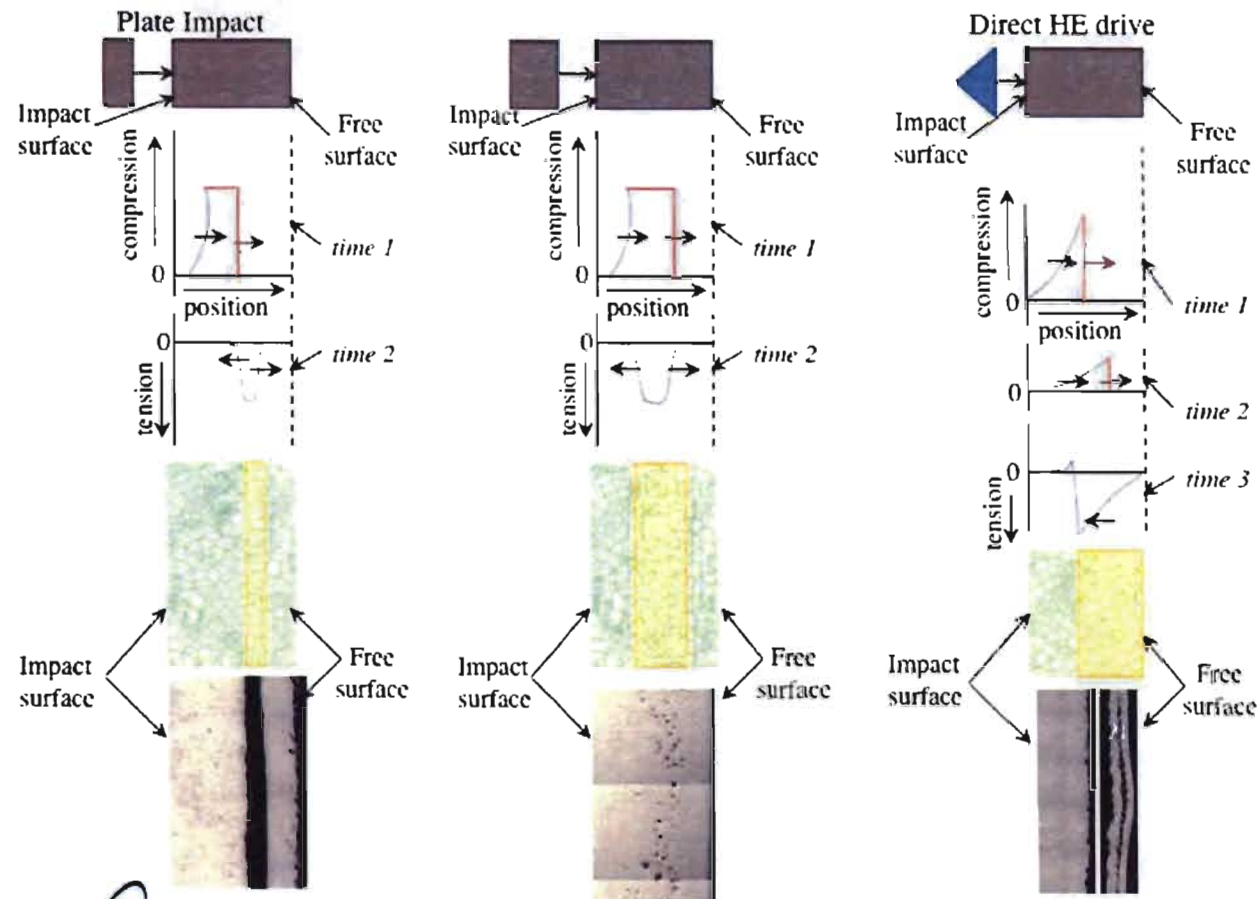 Plate Impact
Impact
surface
Free
surface
compression
0
position
time 1
0
tension
time 2
Impact
surface
Free
surface
Impact
surface
Free
surface
compression
0
position
time 1
0
tension
time 2
Impact
surface
Free
surface
Direct HE drive
Impact
surface
Free
surface
compression
0
position
time 1
0
time 2
0
tension
time 3
Impact
surface
Free
surface